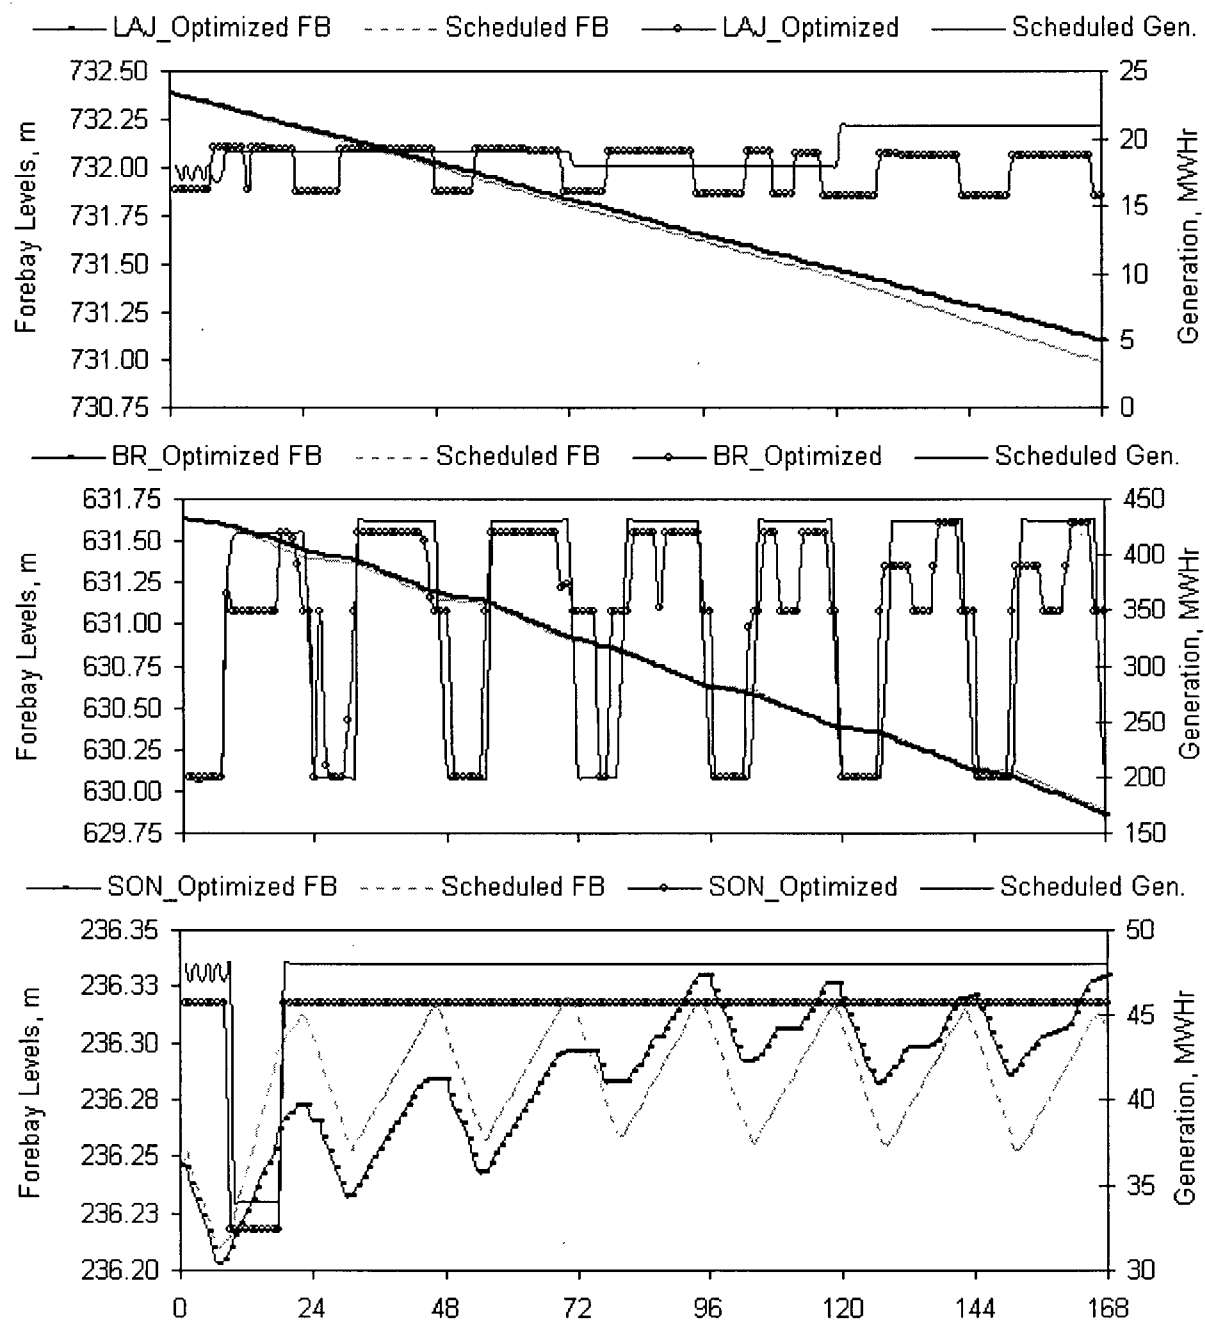 LAJ_Optimized FB Scheduled FB LAJ_Optimized Scheduled Gen.
732.50 25
732.25
732.00 20
731.75 15
731.50 10
731.25 5
731.00
730.75 0
Forebay Levels, m
Generation, MWHr
BR_Optimized FB Scheduled FB BR_Optimized Scheduled Gen.
631.75 450
631.50 400
631.25 350
631.00
630.75 300
630.50 250
630.25 200
630.00
629.75 150
Forebay Levels, m
Generation, MWHr
SON_Optimized FB Scheduled FB SON_Optimized Scheduled Gen.
236.35 50
236.33 45
236.30
236.28 40
236.25 35
236.23
236.20 30
Forebay Levels, m
Generation, MWHr
0 24 48 72 96 120 144 168